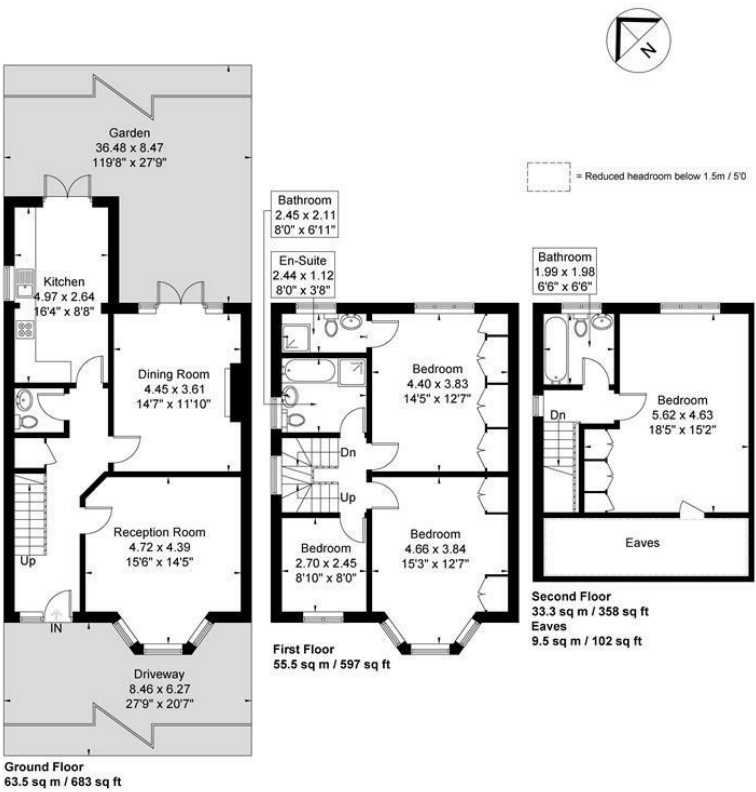 N
= Reduced headroom below 1.5m / 5'0
Garden
36.48 x 8.47
119'8" x 27'9"
Kitchen
4.97 x 2.64
16'4" x 8'8"
Dining Room
4.45 x 3.61
14'7" x 11'10"
Reception Room
4.72 x 4.39
15'6" x 14'5"
Up
IN
Driveway
8.46 x 6.27
27'9" x 20'7"
Ground Floor
63.5 sq m / 683 sq ft
Bathroom
2.45 x 2.11
8'0" x 6'11"
En-Suite
2.44 x 1.12
8'0" x 3'8"
Bedroom
4.40 x 3.83
14'5" x 12'7"
Dn
Up
Bedroom
2.70 x 2.45
8'10" x 8'0"
Bedroom
4.66 x 3.84
15'3" x 12'7"
First Floor
55.5 sq m / 597 sq ft
Bathroom
1.99 x 1.98
6'6" x 6'6"
Dn
Bedroom
5.62 x 4.63
18'5" x 15'2"
Eaves
Second Floor
33.3 sq m / 358 sq ft
Eaves
9.5 sq m / 102 sq ft